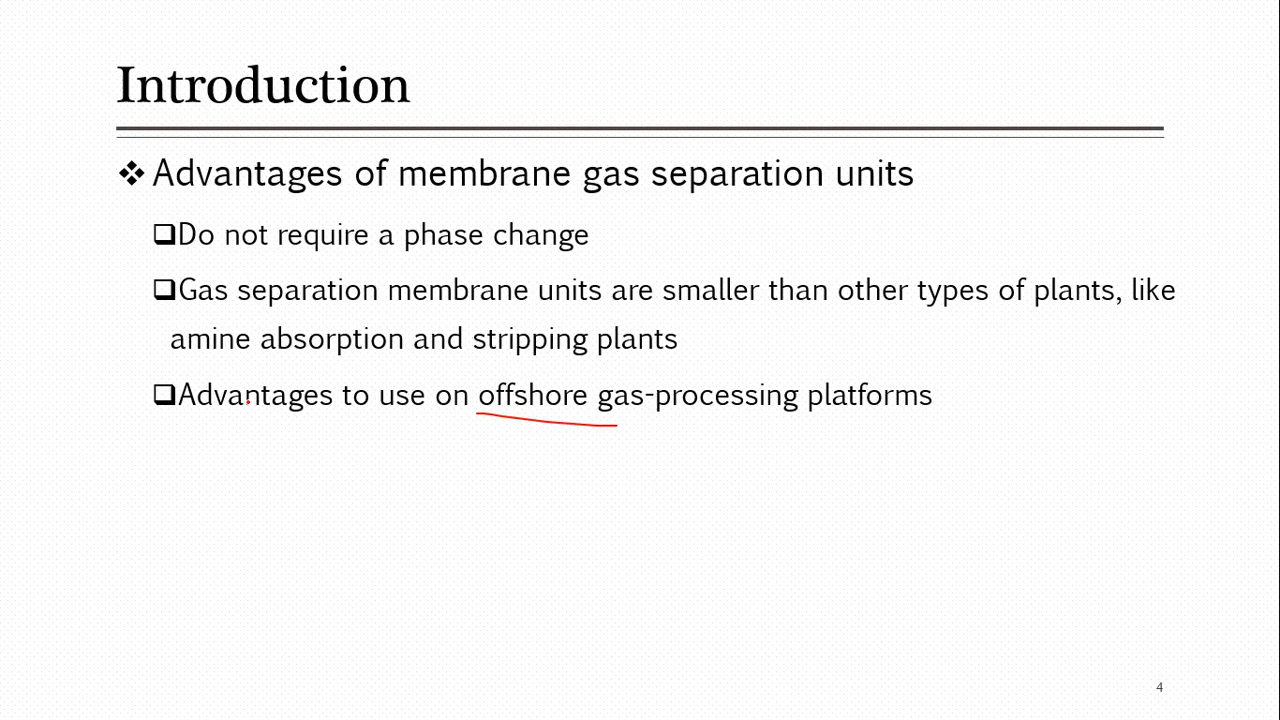 Introduction
❖Advantages of membrane gas separation units
❑Do not require a phase change
❑Gas separation membrane units are smaller than other types of plants, like
amine absorption and stripping plants
❑Advantages to use on offshore gas-processing platforms
4